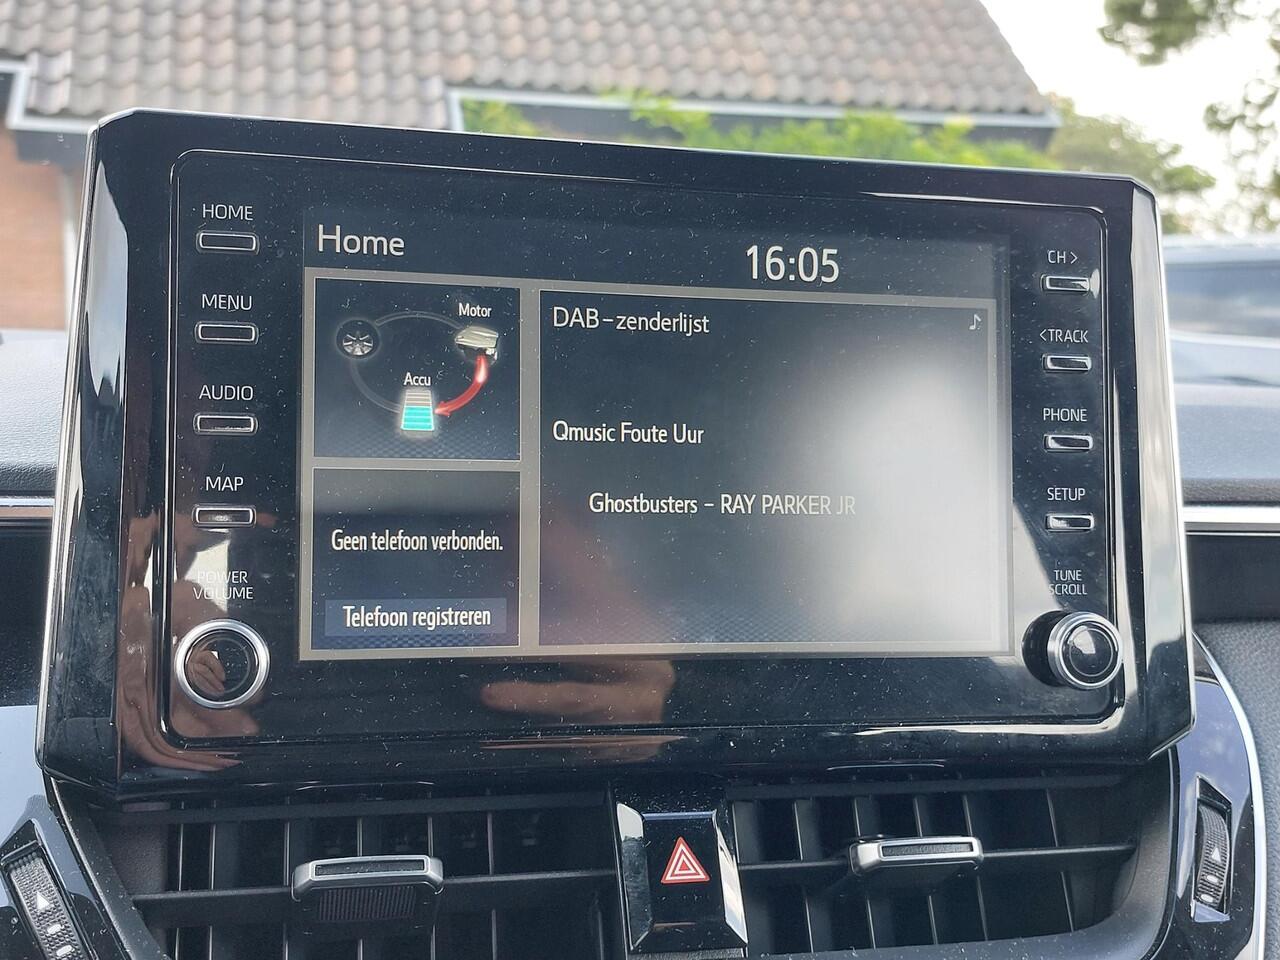 HOME
MENU
AUDIO
MAP
POWER
VOLUME
Home
16:05
Motor
Accu
Geen telefoon verbonden.
Telefoon registreren
DAB-zenderlijst
Qmusic Foute Uur
Ghostbusters - RAY PARKER JR
CH >
<TRACK
PHONE
SETUP
TUNE
SCROLL